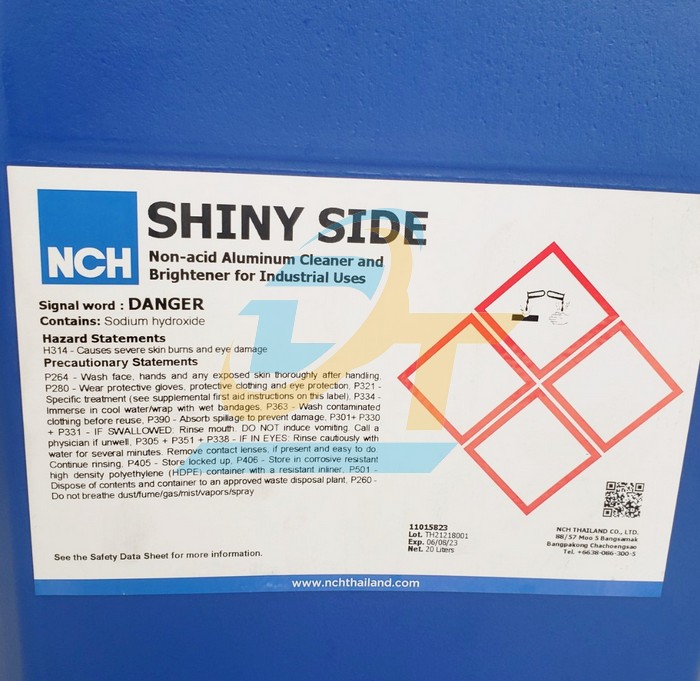 NCH
SHINY SIDE
Non-acid Aluminum Cleaner and
Brightener for Industrial Uses
Signal word : DANGER
Contains: Sodium hydroxide
Hazard Statements
H314 - Causes severe skin burns and eye damage
Precautionary Statements
P264 - Wash face, hands and any exposed skin thoroughly after handling,
P280 - Wear protective gloves, protective clothing and eye protection, P321 -
Specific treatment (see supplemental first aid instructions on this label), P334 -
Immerse in cool water/wrap with wet bandages, P363 - Wash contaminated
clothing before reuse, P390 - Absorb spillage to prevent damage, P301+ P330
+ P331 - IF SWALLOWED: Rinse mouth. DO NOT induce vomiting. Call a
physician if unwell, P305 + P351 + P338 - IF IN EYES: Rinse cautiously with
water for several minutes. Remove contact lenses, if present and easy to do.
Continue rinsing, P405 - Store locked up, P406 - Store in corrosive resistant
high density polyethylene (HDPE) container with a resistant inliner, P501 -
Dispose of contents and container to an approved waste disposal plant, P260 -
Do not breathe dust/fume/gas/mist/vapors/spray
See the Safety Data Sheet for more information.
11015823
Lot. TH21218001
Exp. 06/08/23
Net. 20 Liters
NCH THAILAND CO., LTD.
88/57 Moo 5 Bangsamak
Bangpakong Chachoengsao
Tel. +6638-086-300-5
www.nchthailand.com